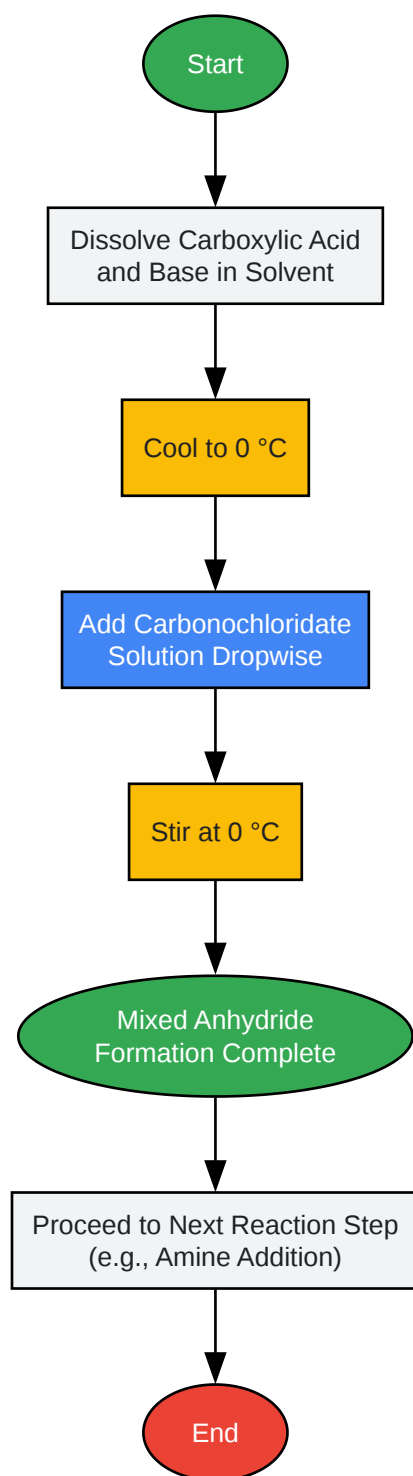 Start
Dissolve Carboxylic Acid
and Base in Solvent
Cool to 0 °C
Add Carbonochloridate
Solution Dropwise
Stir at 0 °C
Mixed Anhydride
Formation Complete
Proceed to Next Reaction Step
(e.g., Amine Addition)
End